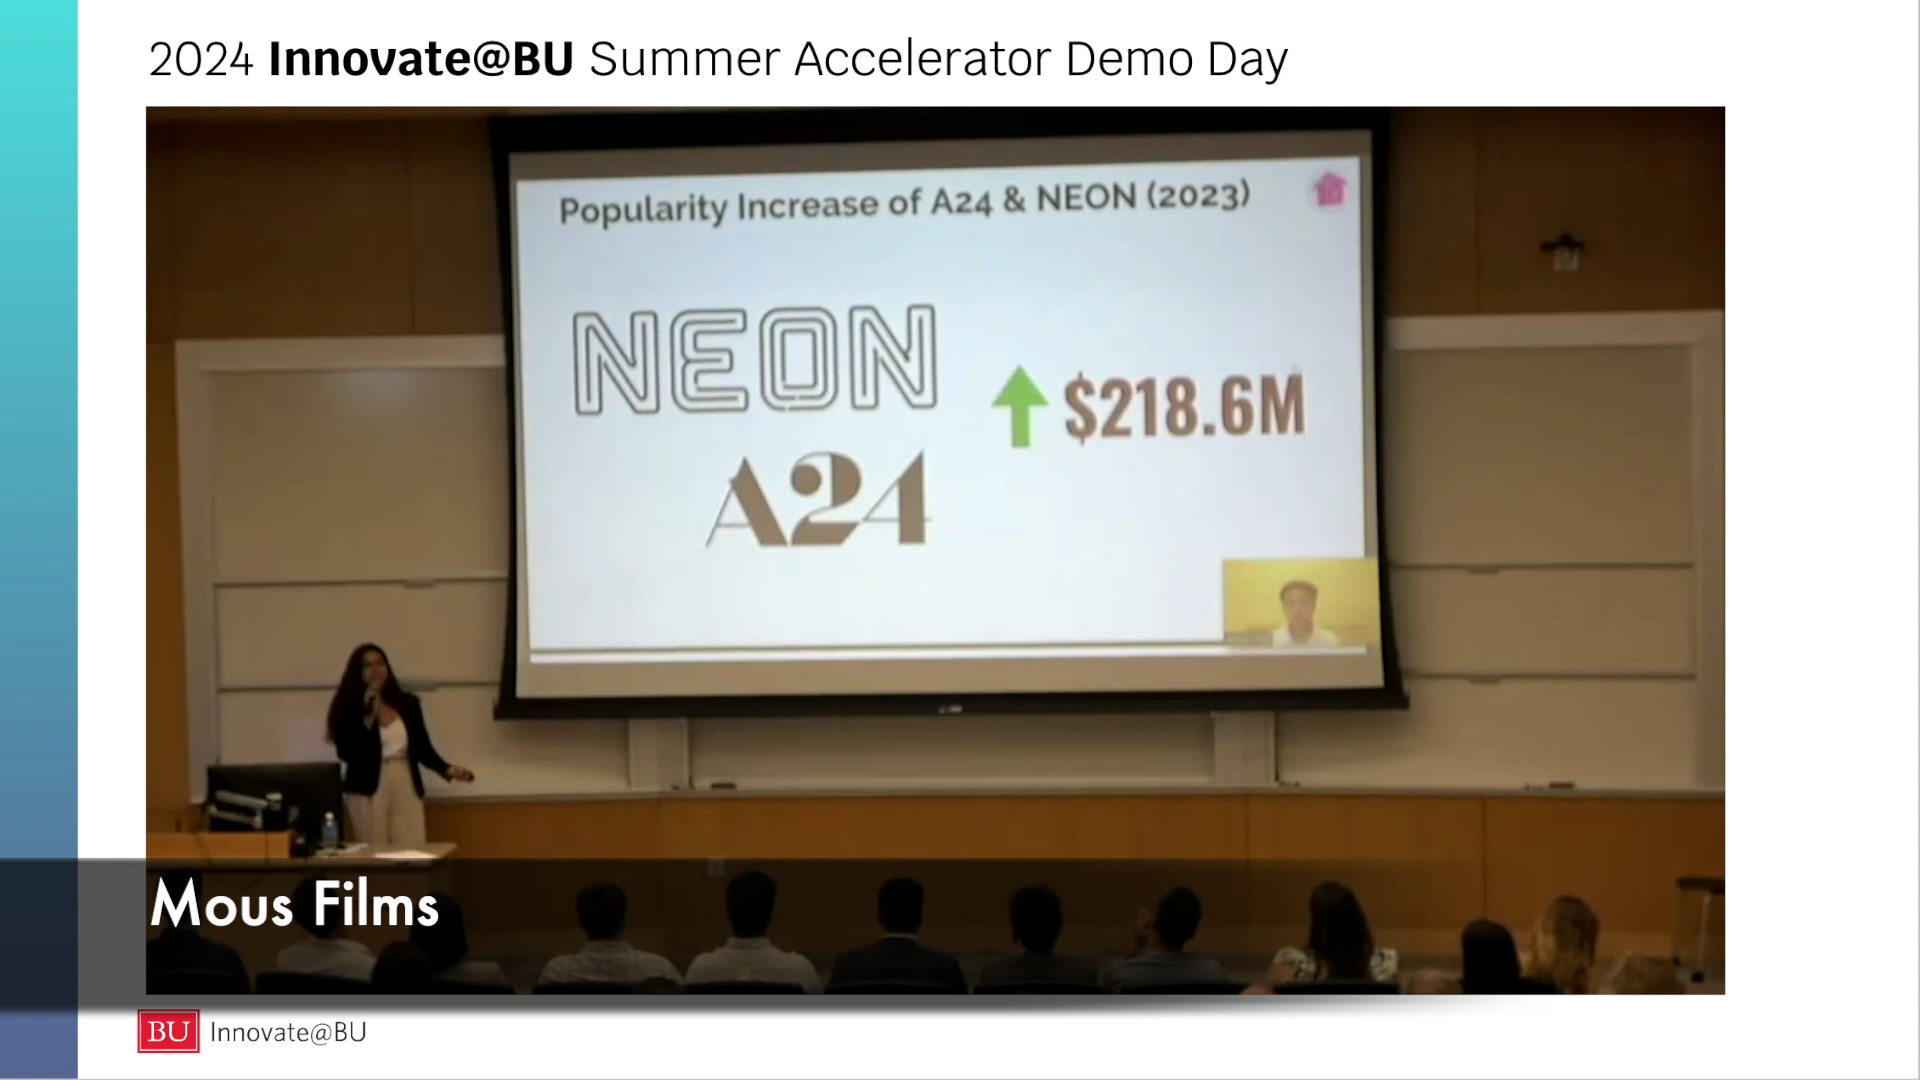 2024 Innovate@BU Summer Accelerator Demo Day
Popularity Increase of A24 & NEON (2023)
NEON
$218.6M
A24
Mous Films
BU Innovate@BU